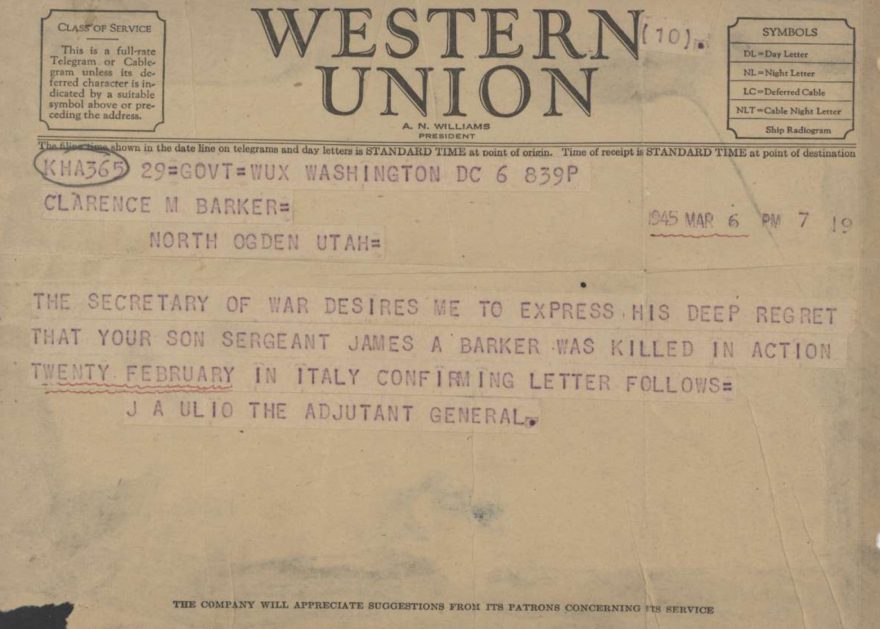 CLASS OF SERVICE
This is a full-rate
Telegram or Cable-
gram unless its de-
ferred character is in-
dicated by a suitable
symbol above or pre-
ceding the address.
WESTERN
UNION
(10).
A. N. WILLIAMS
PRESIDENT
SYMBOLS
DL=Day Letter
NL=Night Letter
LC=Deferred Cable
NLT=Cable Night Letter
Ship Radiogram
The filing time shown in the date line on telegrams and day letters is STANDARD TIME at point of origin. Time of receipt is STANDARD TIME at point of destination
KHA365 29=GOVT=WUX WASHINGTON DC 6 839P
CLARENCE M BARKER=
1945 MAR 6 PM 7 19
NORTH OGDEN UTAH=
THE SECRETARY OF WAR DESIRES ME TO EXPRESS HIS DEEP REGRET
THAT YOUR SON SERGEANT JAMES A BARKER WAS KILLED IN ACTION
TWENTY FEBRUARY IN ITALY CONFIRMING LETTER FOLLOWS=
J A ULIO THE ADJUTANT GENERAL.
THE COMPANY WILL APPRECIATE SUGGESTIONS FROM ITS PATRONS CONCERNING ITS SERVICE